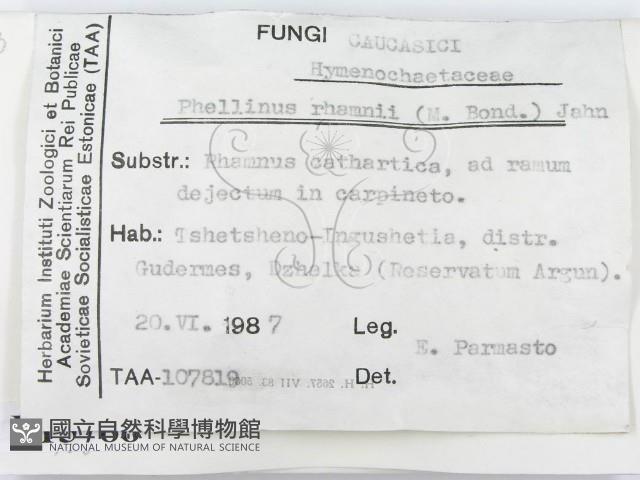 Herbarium Instituti Zoologici et Botanici
Academiae Scientiarum Rei Publicae
Sovieticae Socialisticae Estonicae (TAA)
FUNGI CAUCASICI
Hymenochaetaceae
Phellinus rhamnii (M. Bond.) Jahn
Substr.: Rhamnus cathartica, ad ramum
dejectum in carpineto.
Hab.: Tshetsheno-Ingushetia, distr.
Gudermes, Dzhalka (Reservatum Argun).
20.VI. 1987 Leg.
E. Parmasto
TAA-107819 Det.
國立自然科學博物館
NATIONAL MUSEUM OF NATURAL SCIENCE